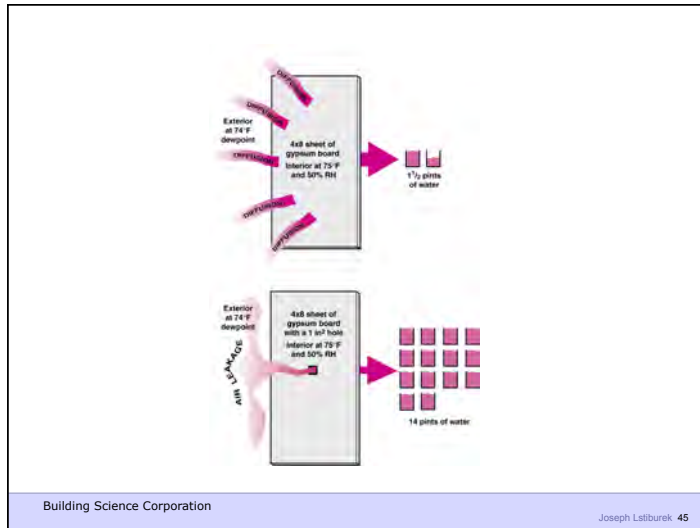 DIFFUSION
DIFFUSION
Exterior
at 74°F
dewpoint
DIFFUSION
DIFFUSION
DIFFUSION
4x8 sheet of
gypsum board
Interior at 75°F
and 50% RH
1 1/2 pints
of water
Exterior
at 74°F
dewpoint
AIR LEAKAGE
4x8 sheet of
gypsum board
with a 1 in² hole
Interior at 75°F
and 50% RH
14 pints of water
Building Science Corporation
Joseph Lstiburek 45